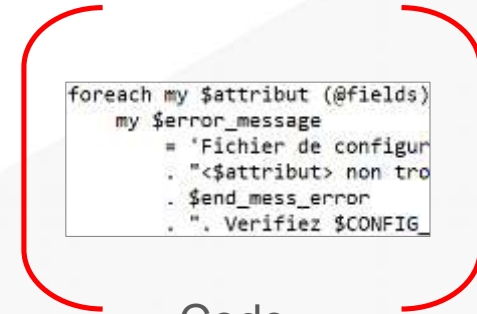 foreach my $attribut (@fields)
my $error_message
= 'Fichier de configur
. "<$attribut> non tro
. $end_mess_error
. ". Verifiez $CONFIG_
Code